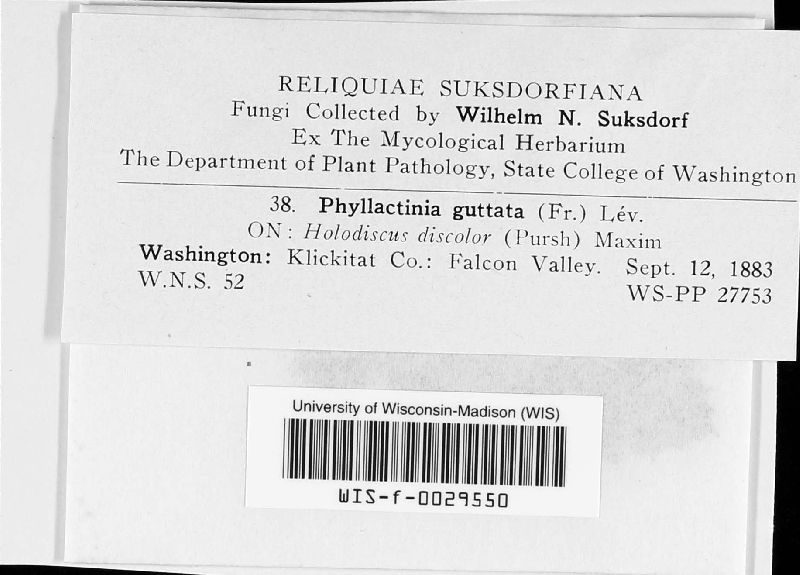 RELIQUIAE SUKSDORFIANA
Fungi Collected by Wilhelm N. Suksdorf
Ex The Mycological Herbarium
The Department of Plant Pathology, State College of Washington
38. Phyllactinia guttata (Fr.) Lév.
ON: Holodiscus discolor (Pursh) Maxim
Washington: Klickitat Co.: Falcon Valley. Sept. 12, 1883
W.N.S. 52 WS-PP 27753
University of Wisconsin-Madison (WIS)
WIS-f-0029550